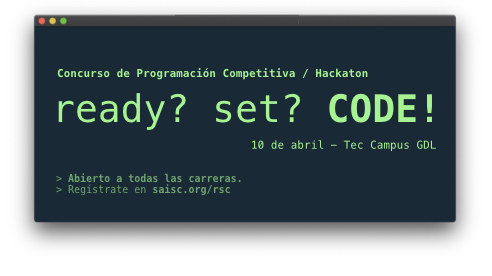 Concurso de Programación Competitiva / Hackaton
ready? set? CODE!
10 de abril – Tec Campus GDL
> Abierto a todas las carreras.
> Regístrate en saisc.org/rsc